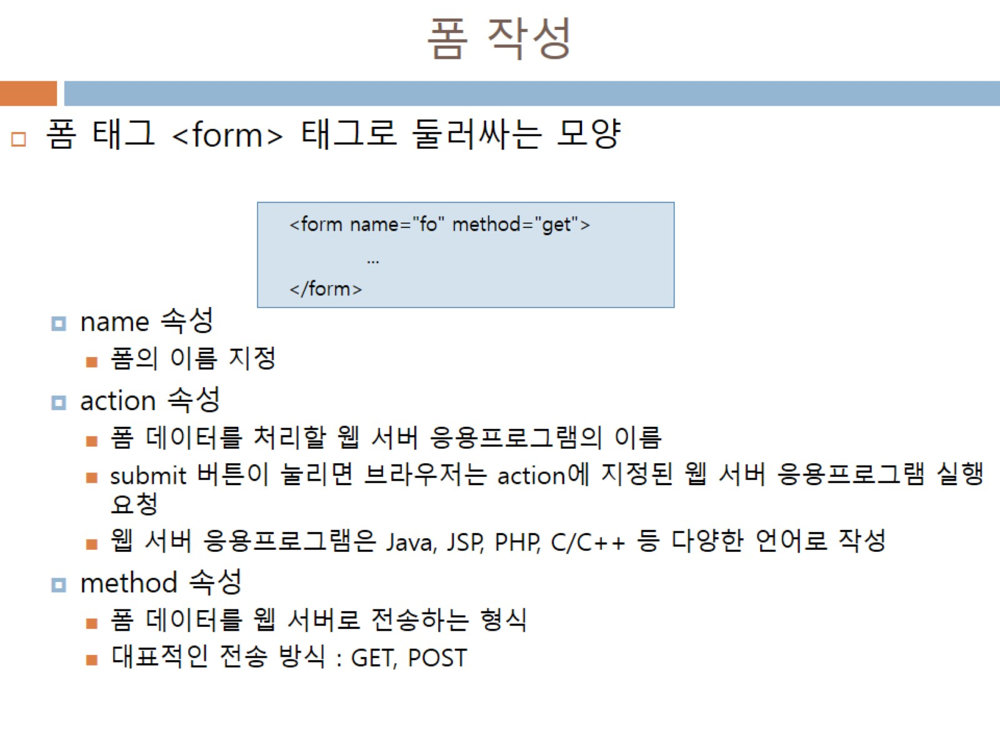 폼 작성
폼 태그 <form> 태그로 둘러싸는 모양
<form name="fo" method="get">
...
</form>
name 속성
폼의 이름 지정
action 속성
폼 데이터를 처리할 웹 서버 응용프로그램의 이름
submit 버튼이 눌리면 브라우저는 action에 지정된 웹 서버 응용프로그램 실행
요청
웹 서버 응용프로그램은 Java, JSP, PHP, C/C++ 등 다양한 언어로 작성
method 속성
폼 데이터를 웹 서버로 전송하는 형식
대표적인 전송 방식 : GET, POST